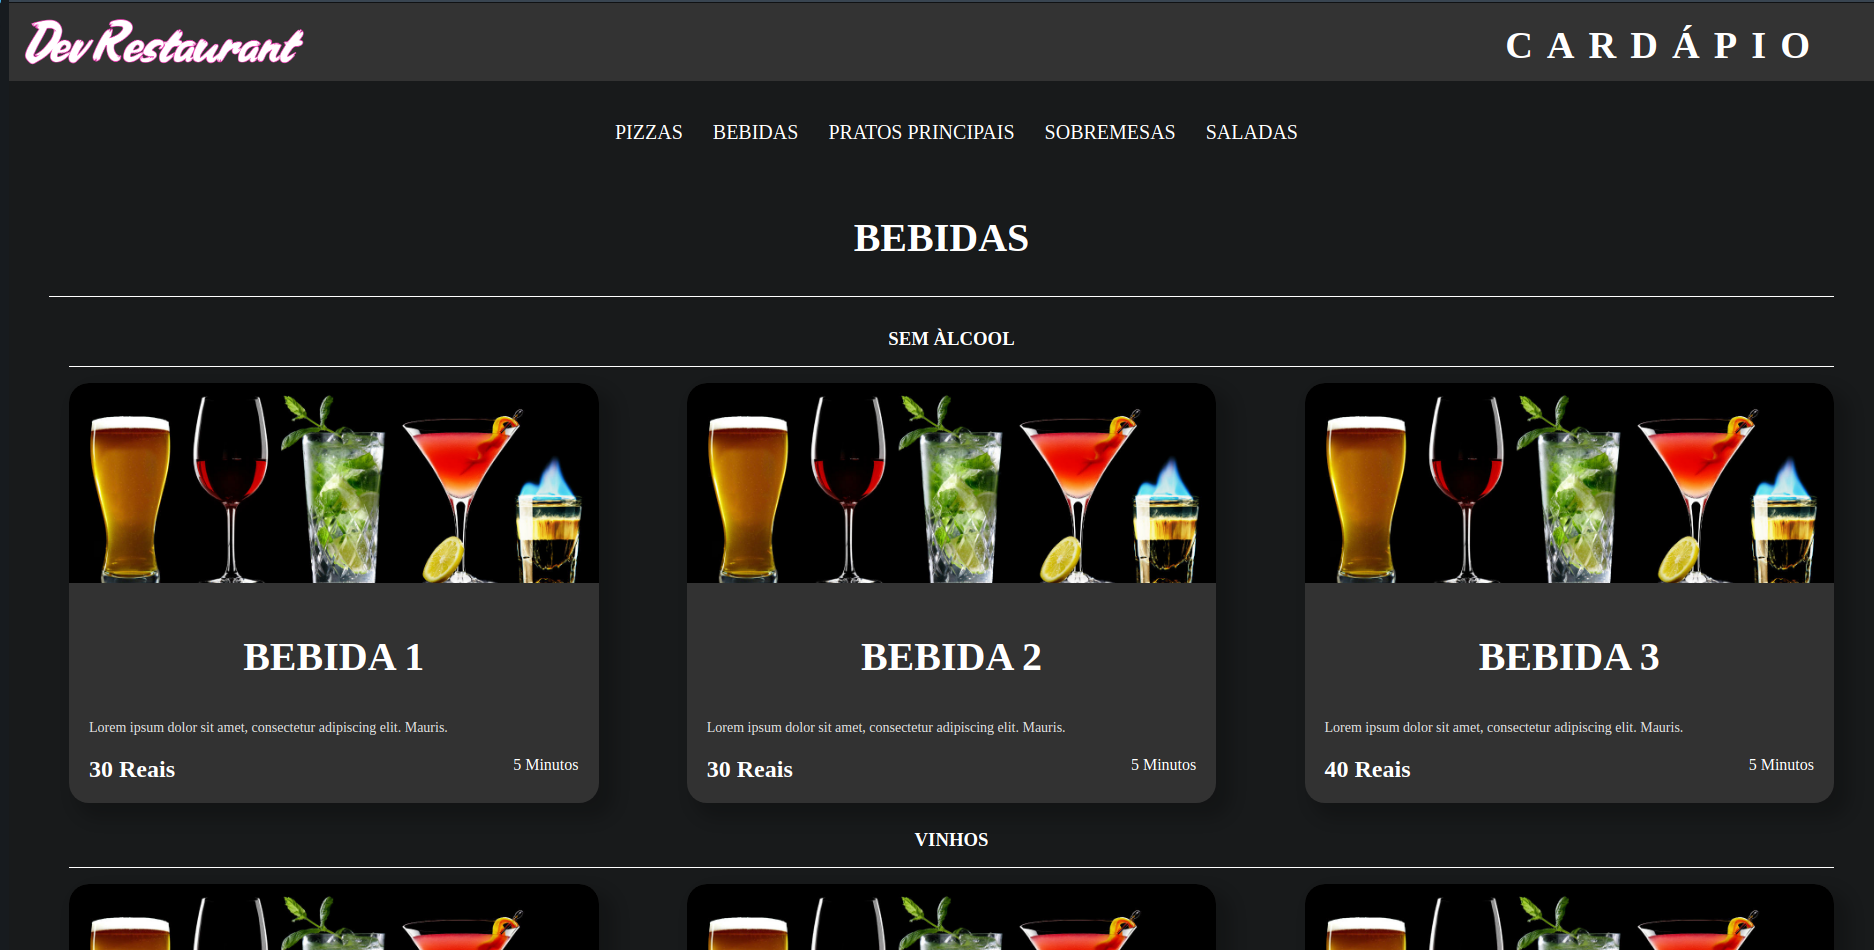 Dev Restaurant
CARDÁPIO
PIZZAS BEBIDAS PRATOS PRINCIPAIS SOBREMESAS SALADAS
BEBIDAS
SEM ÀLCOOL
BEBIDA 1
Lorem ipsum dolor sit amet, consectetur adipiscing elit. Mauris.
30 Reais 5 Minutos
BEBIDA 2
Lorem ipsum dolor sit amet, consectetur adipiscing elit. Mauris.
30 Reais 5 Minutos
BEBIDA 3
Lorem ipsum dolor sit amet, consectetur adipiscing elit. Mauris.
40 Reais 5 Minutos
VINHOS